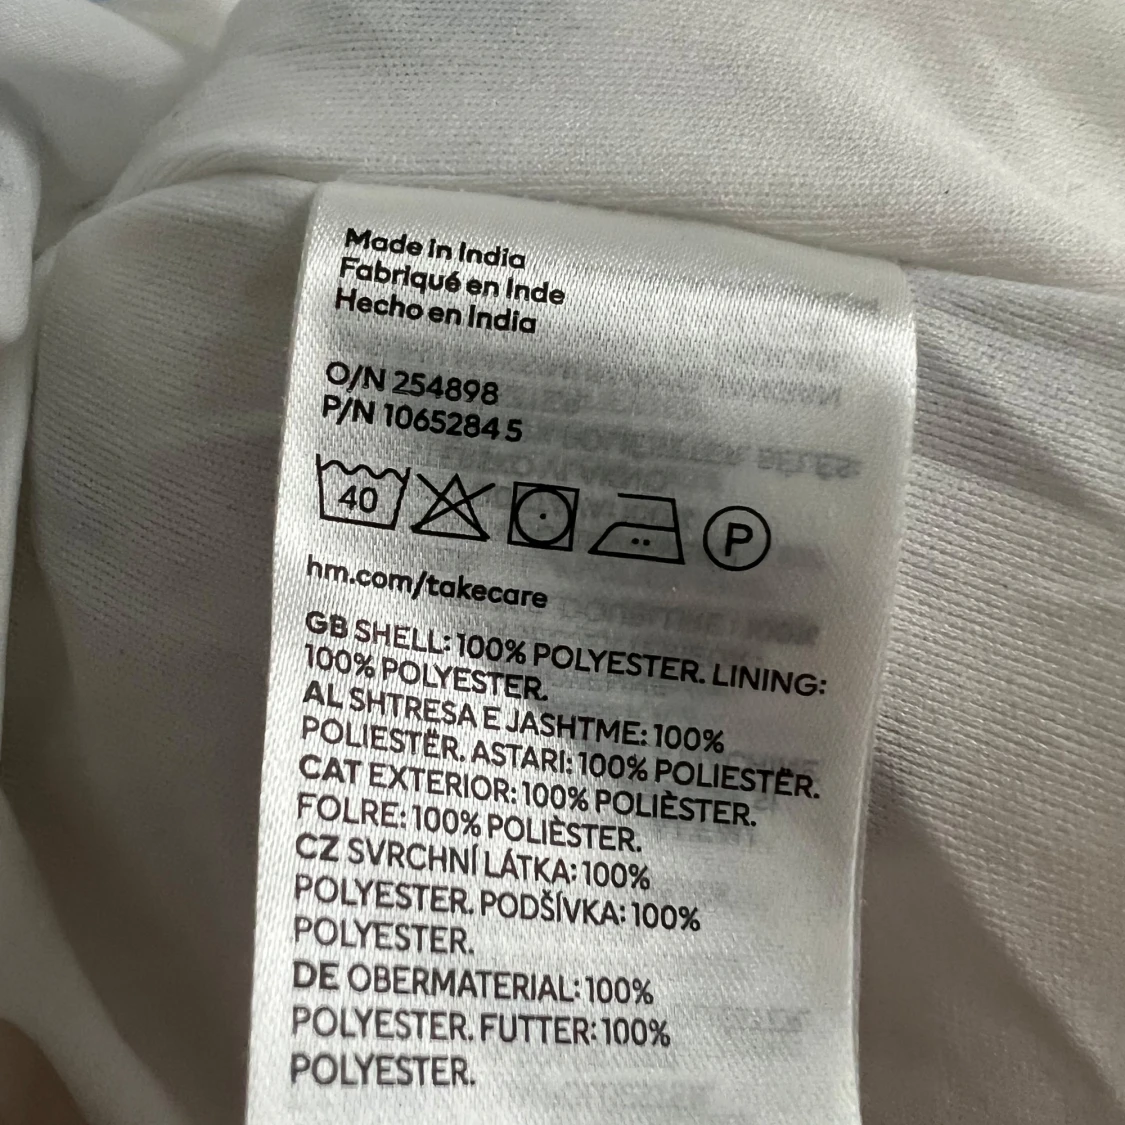 Made in India
Fabriqué en Inde
Hecho en India
O/N 254898
P/N 10652845
40
P
hm.com/takecare
GB SHELL: 100% POLYESTER. LINING:
100% POLYESTER.
AL SHTRESA E JASHTME: 100%
POLIESTËR. ASTARI: 100% POLIESTËR.
CAT EXTERIOR: 100% POLIÈSTER.
FOLRE: 100% POLIÈSTER.
CZ SVRCHNÍ LÁTKA: 100%
POLYESTER. PODŠÍVKA: 100%
POLYESTER.
DE OBERMATERIAL: 100%
POLYESTER. FUTTER: 100%
POLYESTER.